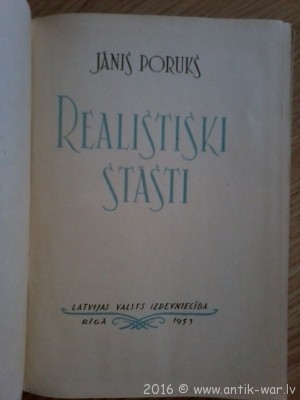 JĀNIS PORUKS
REALISTISKI
STĀSTI
LATVIJAS VALSTS IZDEVNIECĪBA
RĪGĀ 1953
2016 © www.antik-war.lv